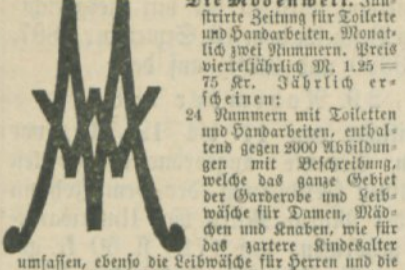 Die Modenwelt. Illu-
strirte Zeitung für Toilette
und Handarbeiten. Monat-
lich zwei Nummern. Preis
vierteljährlich M. 1.25 =
75 Kr. Jährlich er-
scheinen:
24 Nummern mit Toiletten
und Handarbeiten, enthal-
tend gegen 2000 Abbildun-
gen mit Beschreibung,
welche das ganze Gebiet
der Garderobe und Leib-
wäsche für Damen, Mäd-
chen und Knaben, wie für
das zartere Kindesalter
umfassen, ebenso die Leibwäsche für Herren und die